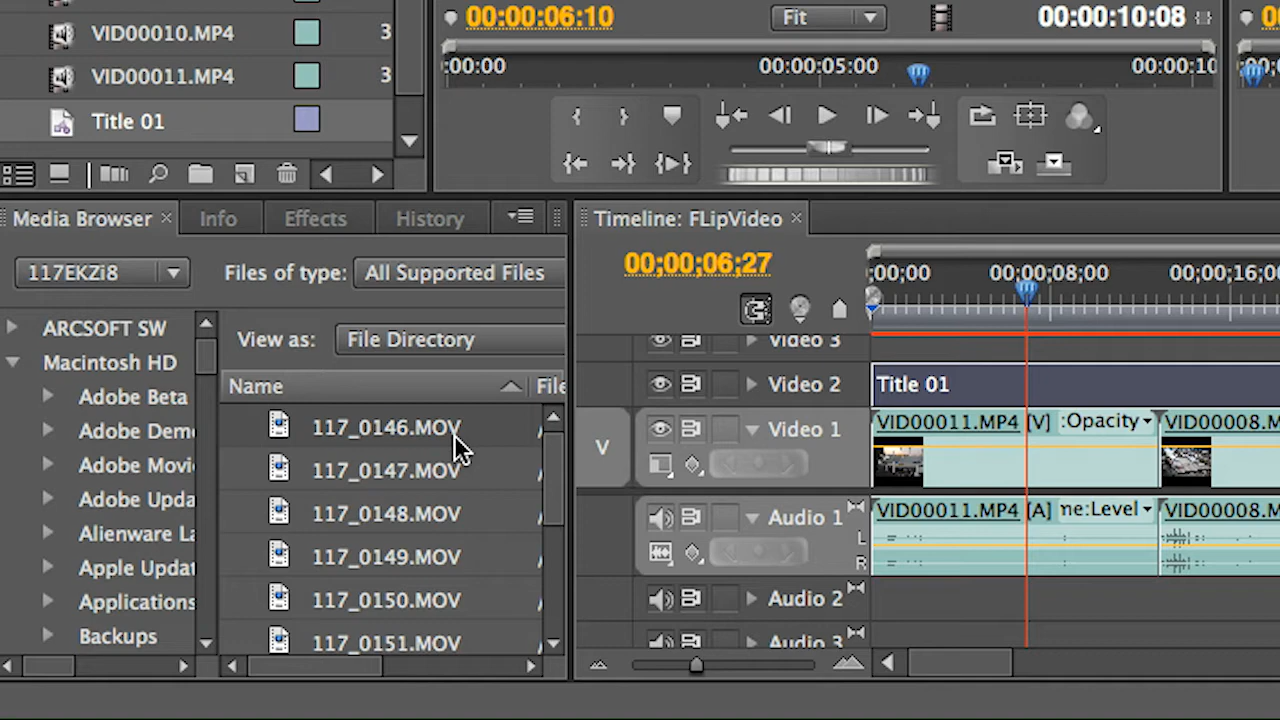 VID00010.MP4
3
VID00011.MP4
3
Title 01
00:00:06:10
Fit
00:00:10:08
:00:00
00:00:05:00
00:00:10
Media Browser
Info
Effects
History
117EKZi8
Files of type:
All Supported Files
ARCSOFT SW
Macintosh HD
Adobe Beta
Adobe Demo
Adobe Movi
Adobe Upda
Alienware La
Apple Updat
Applications
Backups
View as:
File Directory
Name
File
117_0146.MOV
117_0147.MOV
117_0148.MOV
117_0149.MOV
117_0150.MOV
117_0151.MOV
Timeline: FLipVideo
00;00;06;27
;00;00
00;00;08;00
00;00;16;00
Video 3
Video 2
Title 01
V
Video 1
VID00011.MP4 [V] :Opacity
VID00008.M
Audio 1
L
R
VID00011.MP4 [A] ne:Level
VID00008.M
Audio 2
Audio 3